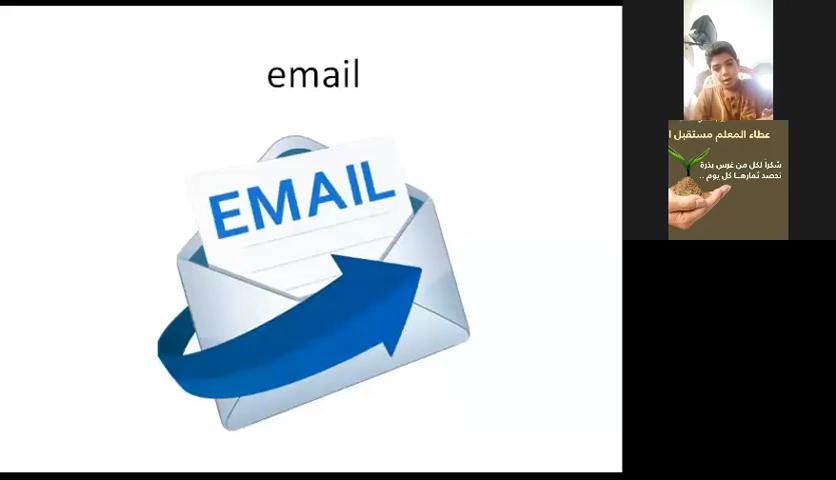 email
EMAIL
عطاء المعلم مستقبل
شكراً لكل من غرس بذرة
نحصد ثمارها كل يوم ..